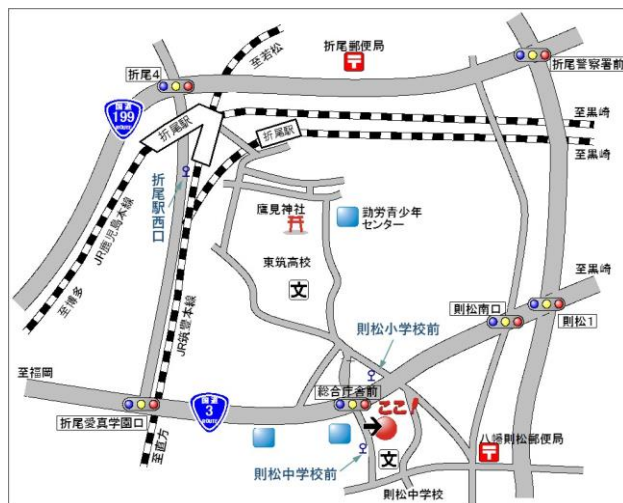 至若松
折尾郵便局
折尾警察署前
折尾4
国道
199
ROUTE
折尾駅
折尾駅
至黒崎
至黒崎
折尾駅西口
鷹見神社
勤労青少年
センター
JR鹿児島本線
東筑高校
文
至博多
JR筑豊本線
至黒崎
則松南口
則松1
則松小学校前
至福岡
国道
3
ROUTE
総合庁舎前
ここ!
折尾愛真学園口
八幡則松郵便局
文
至直方
則松中学校前
則松中学校